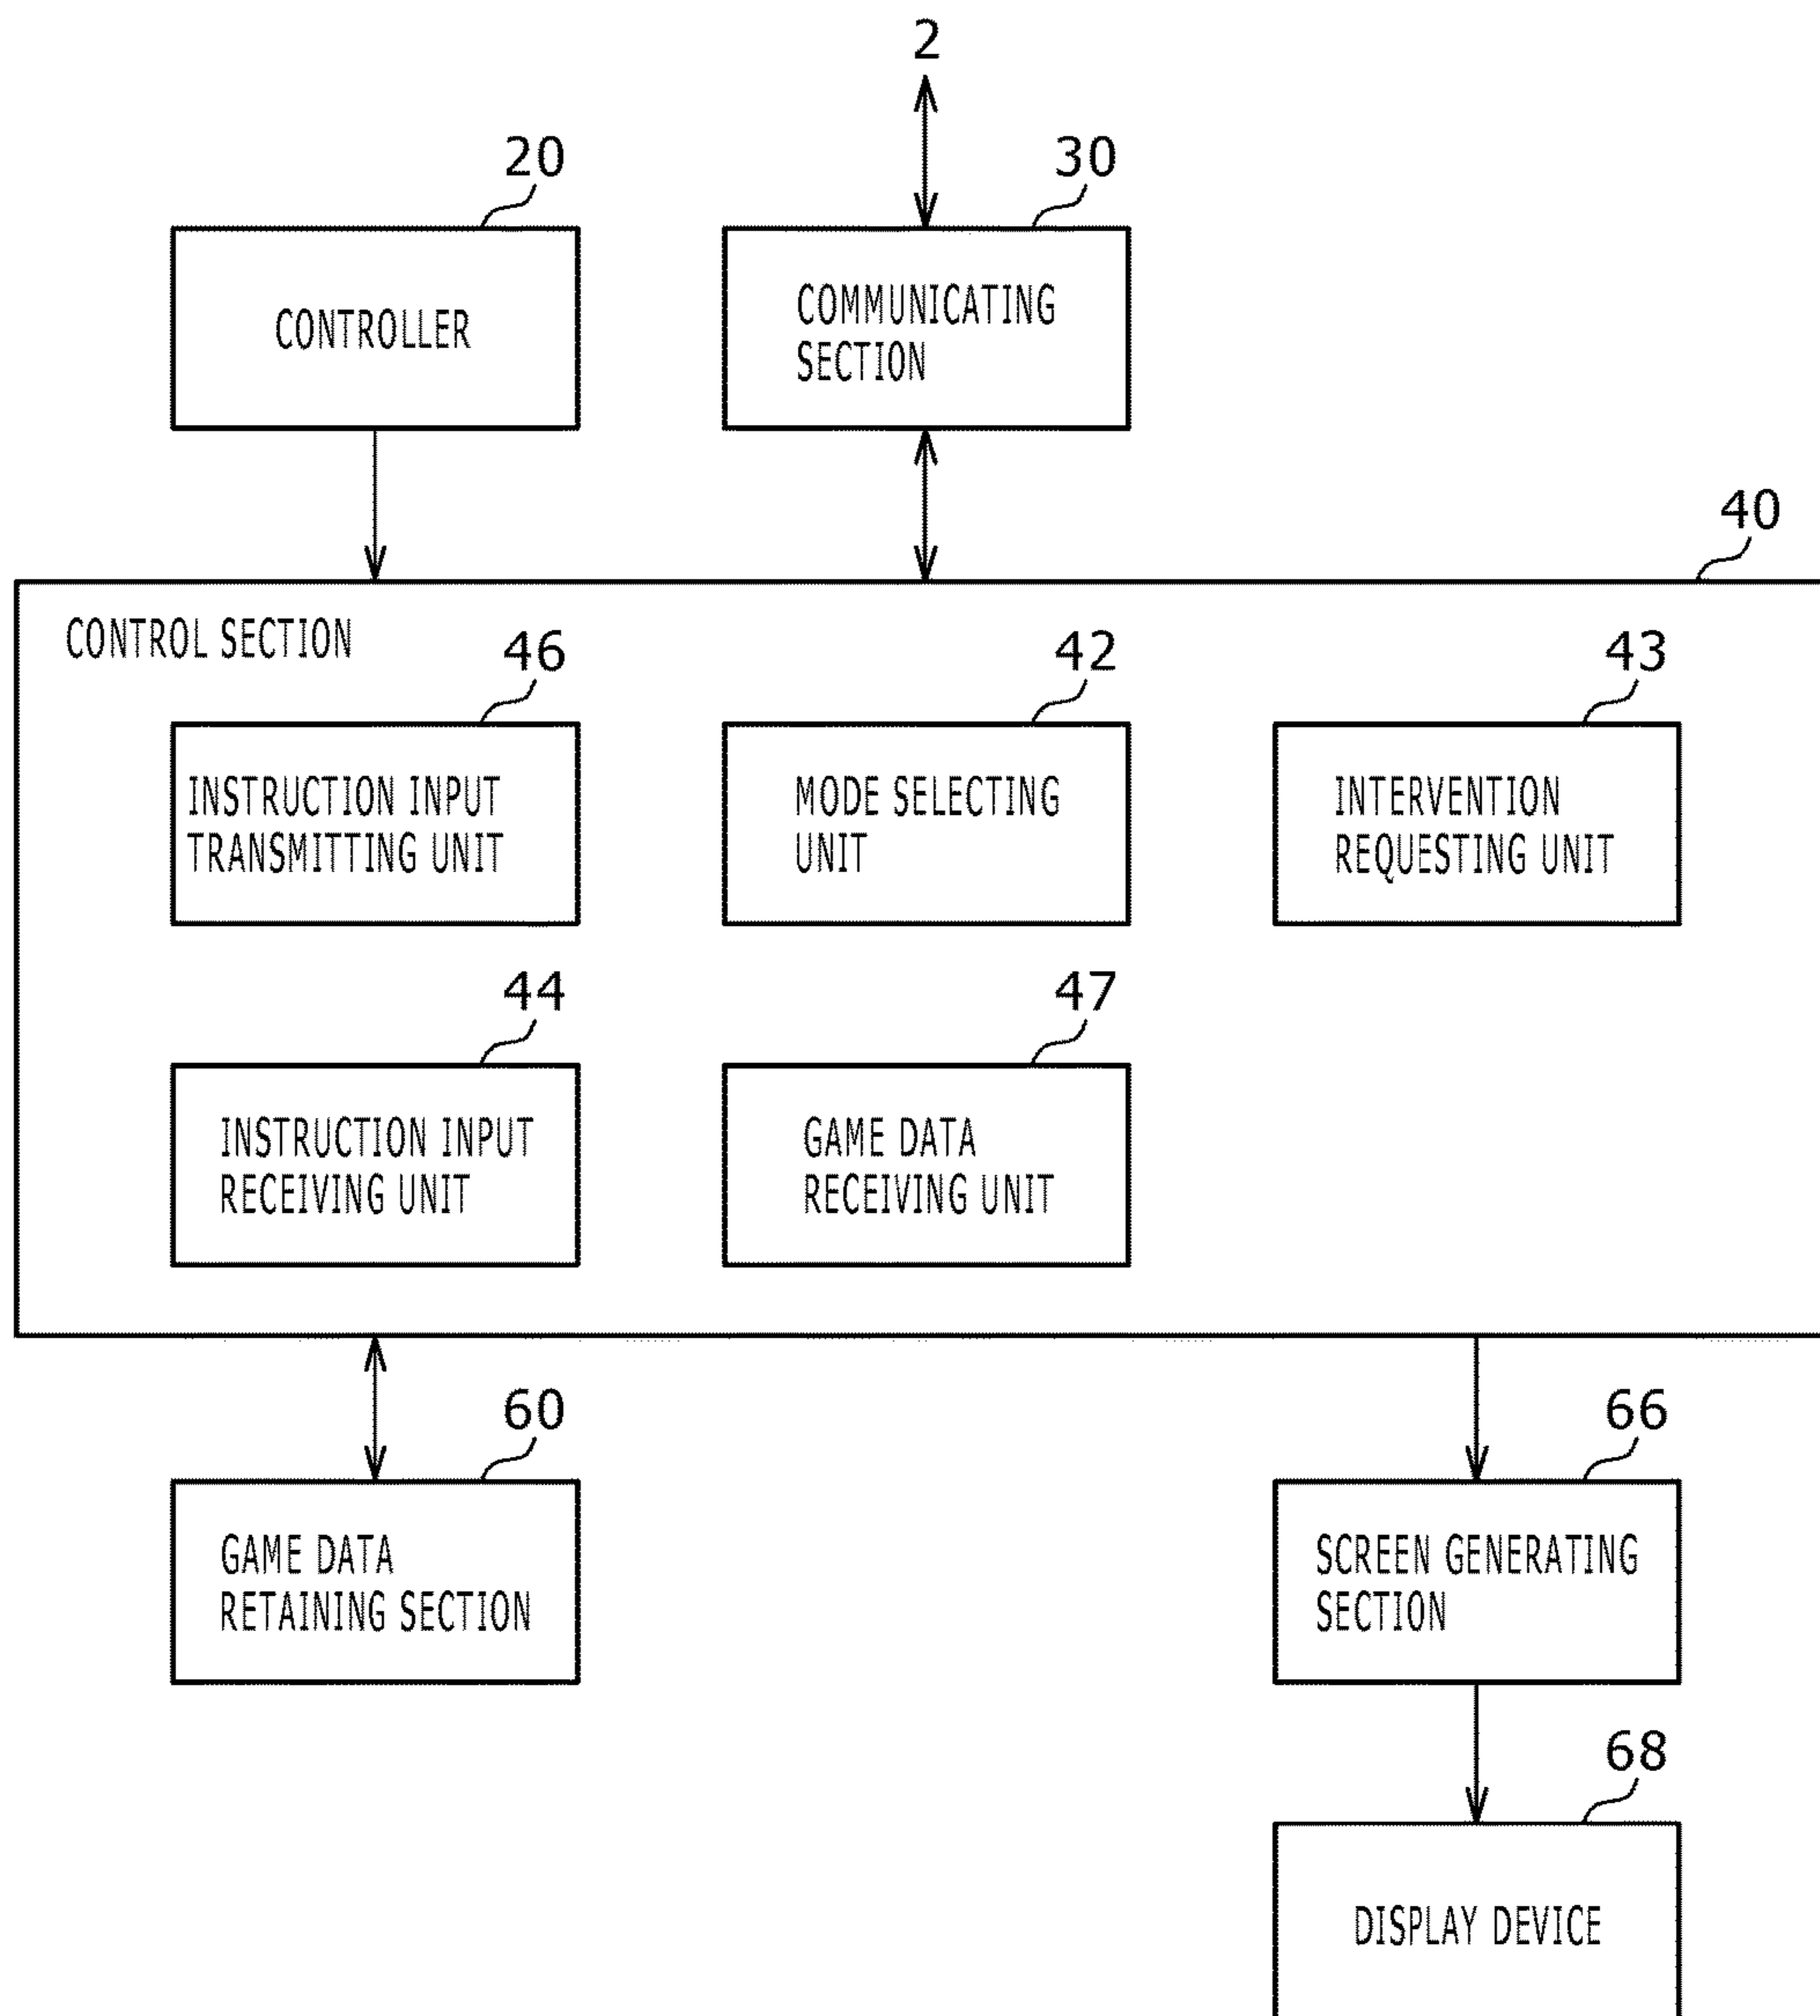 2
20
30
CONTROLLER
COMMUNICATING
SECTION
40
CONTROL SECTION
46
42
43
INSTRUCTION INPUT
TRANSMITTING UNIT
MODE SELECTING
UNIT
INTERVENTION
REQUESTING UNIT
44
47
INSTRUCTION INPUT
RECEIVING UNIT
GAME DATA
RECEIVING UNIT
60
66
GAME DATA
RETAINING SECTION
SCREEN GENERATING
SECTION
68
DISPLAY DEVICE